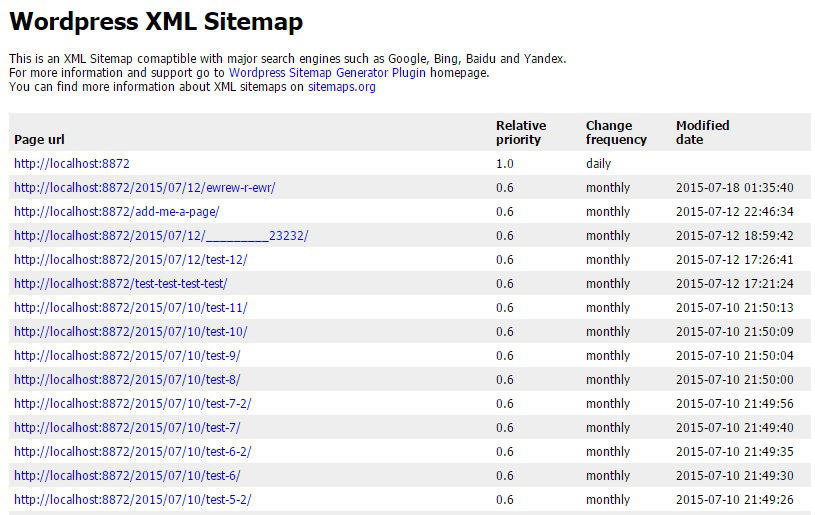 Wordpress XML Sitemap
This is an XML Sitemap comaptible with major search engines such as Google, Bing, Baidu and Yandex.
For more information and support go to Wordpress Sitemap Generator Plugin homepage.
You can find more information about XML sitemaps on sitemaps.org
Page url Relative priority Change frequency Modified date
http://localhost:8872 1.0 daily
http://localhost:8872/2015/07/12/ewrew-r-ewr/ 0.6 monthly 2015-07-18 01:35:40
http://localhost:8872/add-me-a-page/ 0.6 monthly 2015-07-12 22:46:34
http://localhost:8872/2015/07/12/_________23232/ 0.6 monthly 2015-07-12 18:59:42
http://localhost:8872/2015/07/12/test-12/ 0.6 monthly 2015-07-12 17:26:41
http://localhost:8872/test-test-test-test/ 0.6 monthly 2015-07-12 17:21:24
http://localhost:8872/2015/07/10/test-11/ 0.6 monthly 2015-07-10 21:50:13
http://localhost:8872/2015/07/10/test-10/ 0.6 monthly 2015-07-10 21:50:09
http://localhost:8872/2015/07/10/test-9/ 0.6 monthly 2015-07-10 21:50:04
http://localhost:8872/2015/07/10/test-8/ 0.6 monthly 2015-07-10 21:50:00
http://localhost:8872/2015/07/10/test-7-2/ 0.6 monthly 2015-07-10 21:49:56
http://localhost:8872/2015/07/10/test-7/ 0.6 monthly 2015-07-10 21:49:40
http://localhost:8872/2015/07/10/test-6-2/ 0.6 monthly 2015-07-10 21:49:35
http://localhost:8872/2015/07/10/test-6/ 0.6 monthly 2015-07-10 21:49:30
http://localhost:8872/2015/07/10/test-5-2/ 0.6 monthly 2015-07-10 21:49:26